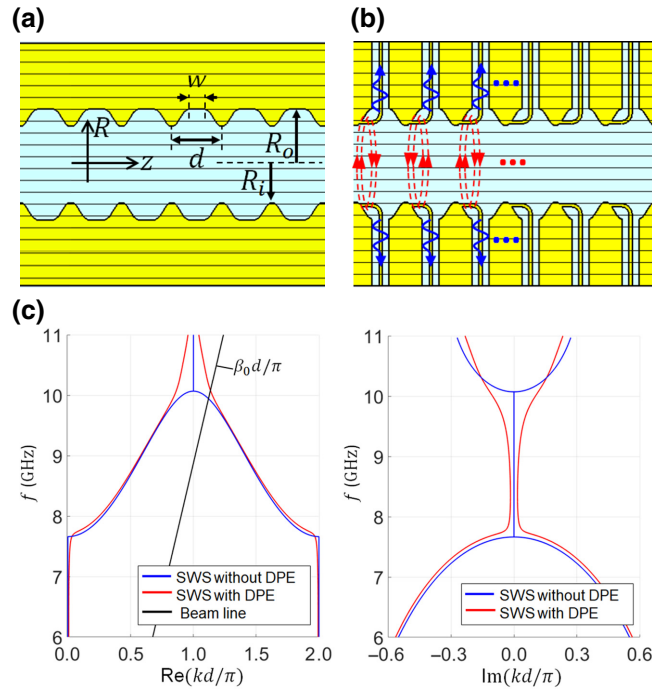 (a)
(b)
w
R
R_o
z
d
R_i
(c)
11
10
9
8
7
6
f (GHz)
β_0d/π
SWS without DPE
SWS with DPE
Beam line
0.0 0.5 1.0 1.5 2.0
Re(kd/π)
11
10
9
8
7
6
f (GHz)
SWS without DPE
SWS with DPE
−0.6 −0.3 0.0 0.3 0.6
Im(kd/π)